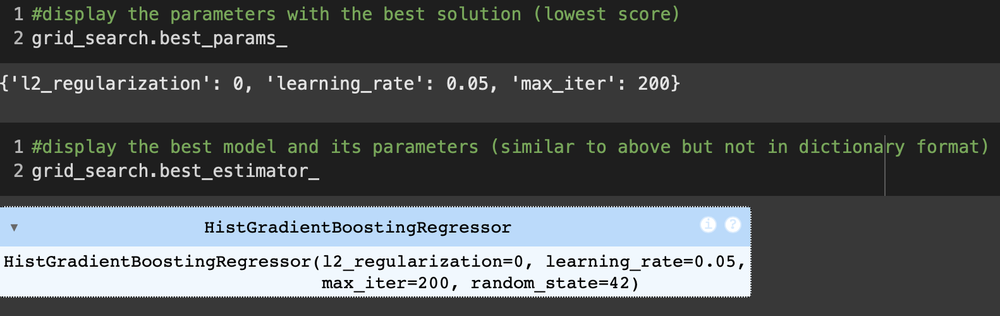 1 #display the parameters with the best solution (lowest score)
2 grid_search.best_params_
{'l2_regularization': 0, 'learning_rate': 0.05, 'max_iter': 200}
1 #display the best model and its parameters (similar to above but not in dictionary format)
2 grid_search.best_estimator_
▼ HistGradientBoostingRegressor i ?
HistGradientBoostingRegressor(l2_regularization=0, learning_rate=0.05,
max_iter=200, random_state=42)